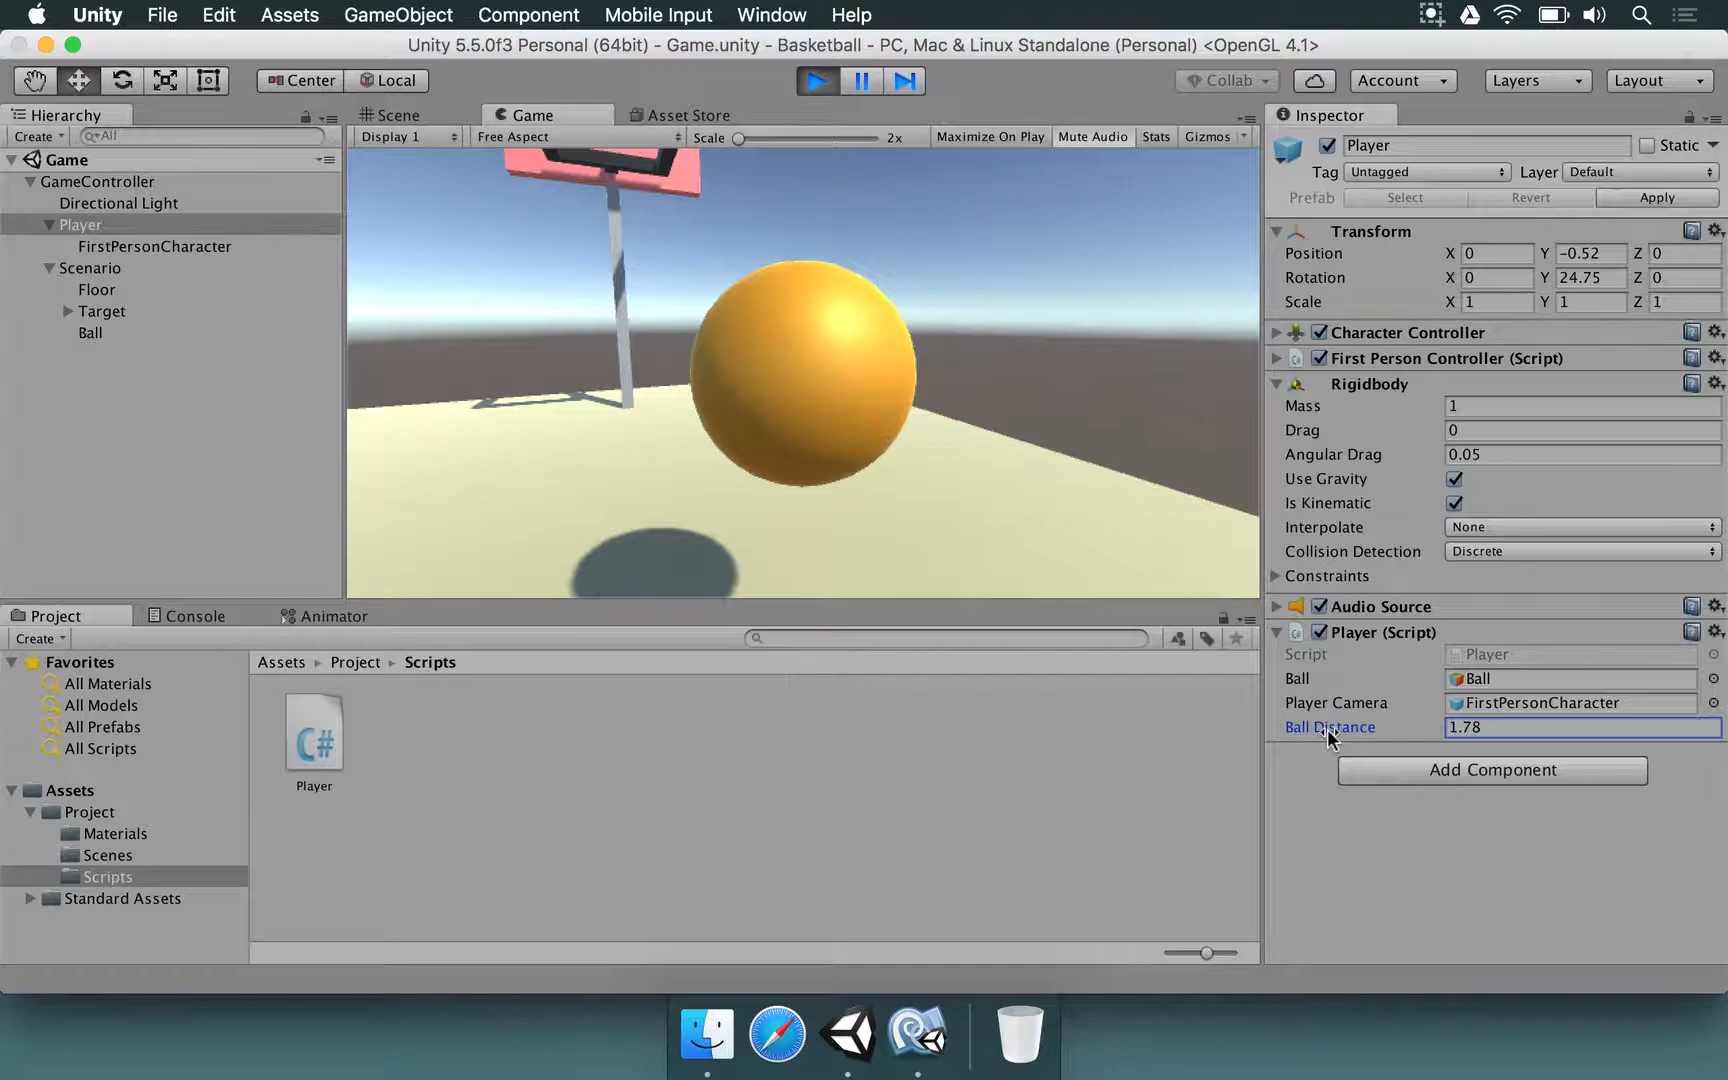 Unity File Edit Assets GameObject Component Mobile Input Window Help
Unity 5.5.0f3 Personal (64bit) - Game.unity - Basketball - PC, Mac & Linux Standalone (Personal) <OpenGL 4.1>
Center Local Collab Account Layers Layout
Hierarchy
Create All
Game
GameController
Directional Light
Player
FirstPersonCharacter
Scenario
Floor
Target
Ball
Scene Game Asset Store
Display 1 Free Aspect Scale 2x Maximize On Play Mute Audio Stats Gizmos
Inspector
Player Static
Tag Untagged Layer Default
Prefab Select Revert Apply
Transform
Position X 0 Y -0.52 Z 0
Rotation X 0 Y 24.75 Z 0
Scale X 1 Y 1 Z 1
Character Controller
First Person Controller (Script)
Rigidbody
Mass 1
Drag 0
Angular Drag 0.05
Use Gravity
Is Kinematic
Interpolate None
Collision Detection Discrete
Constraints
Audio Source
Player (Script)
Script Player
Ball Ball
Player Camera FirstPersonCharacter
Ball Distance 1.78
Add Component
Project Console Animator
Create
Favorites
All Materials
All Models
All Prefabs
All Scripts
Assets
Project
Materials
Scenes
Scripts
Standard Assets
Assets Project Scripts
C#
Player